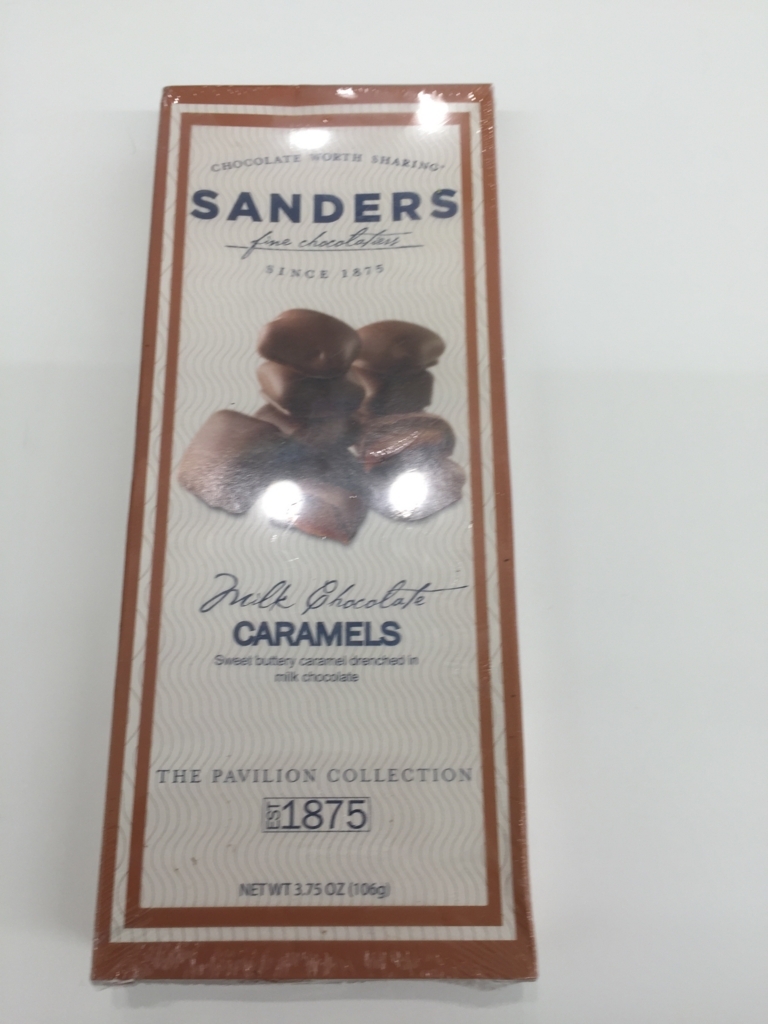 CHOCOLATE WORTH SHARING
SANDERS
fine chocolatiers
SINCE 1875
Milk Chocolate
CARAMELS
Sweet buttery caramel drenched in
milk chocolate
THE PAVILION COLLECTION
EST 1875
NET WT 3.75 OZ (106g)